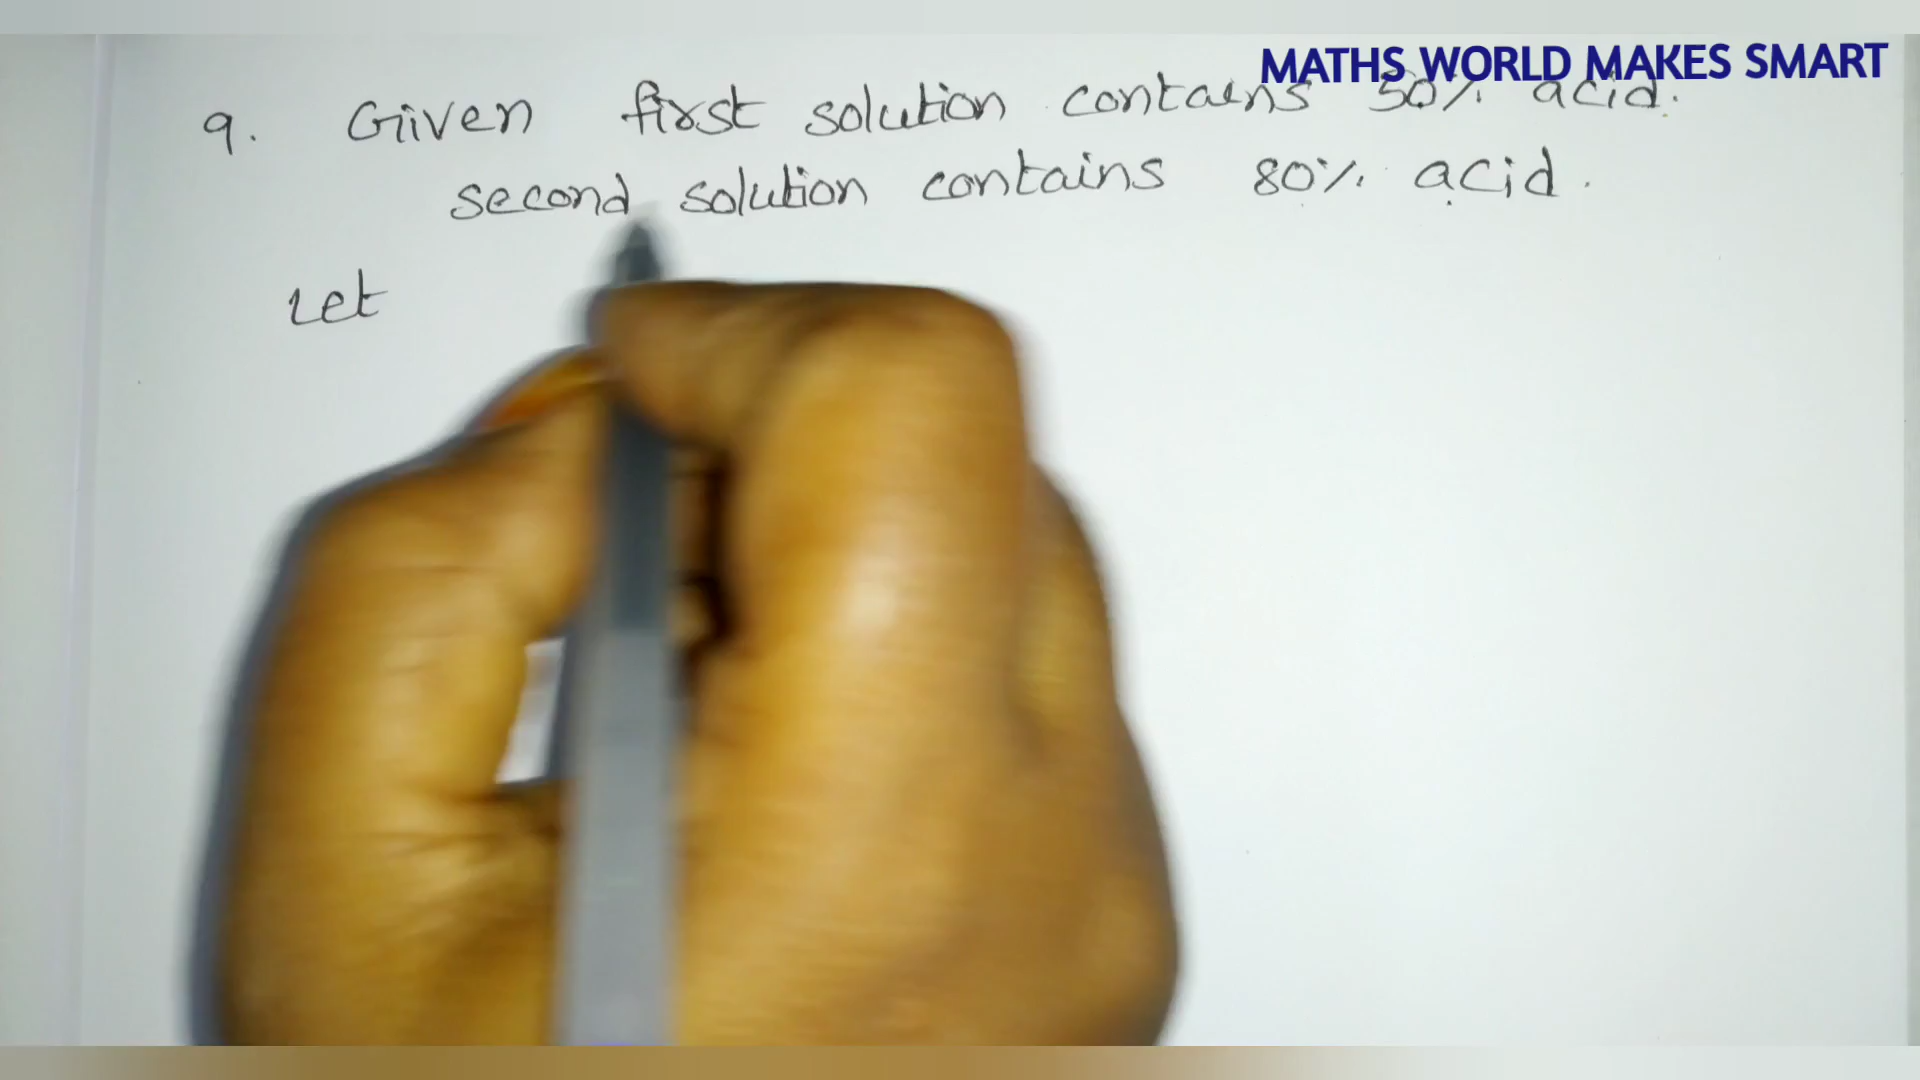 MATHS WORLD MAKES SMART
9. Given first solution contains 50% acid.
second solution contains 80% acid.
Let